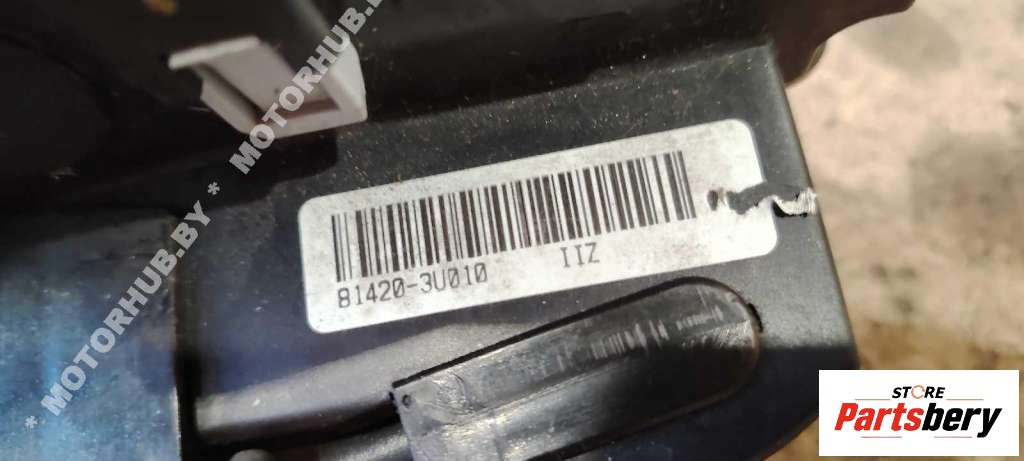 * MOTORHUB.BY * MOTORHUB.BY
81420-3U010 IIZ
STORE
Partsbery